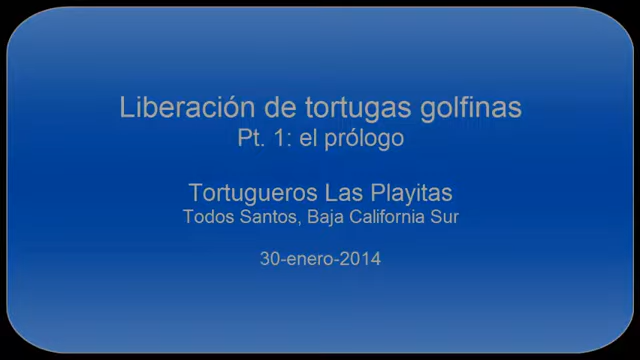 Liberación de tortugas golfinas
Pt. 1: el prólogo
Tortugueros Las Playitas
Todos Santos, Baja California Sur
30-enero-2014